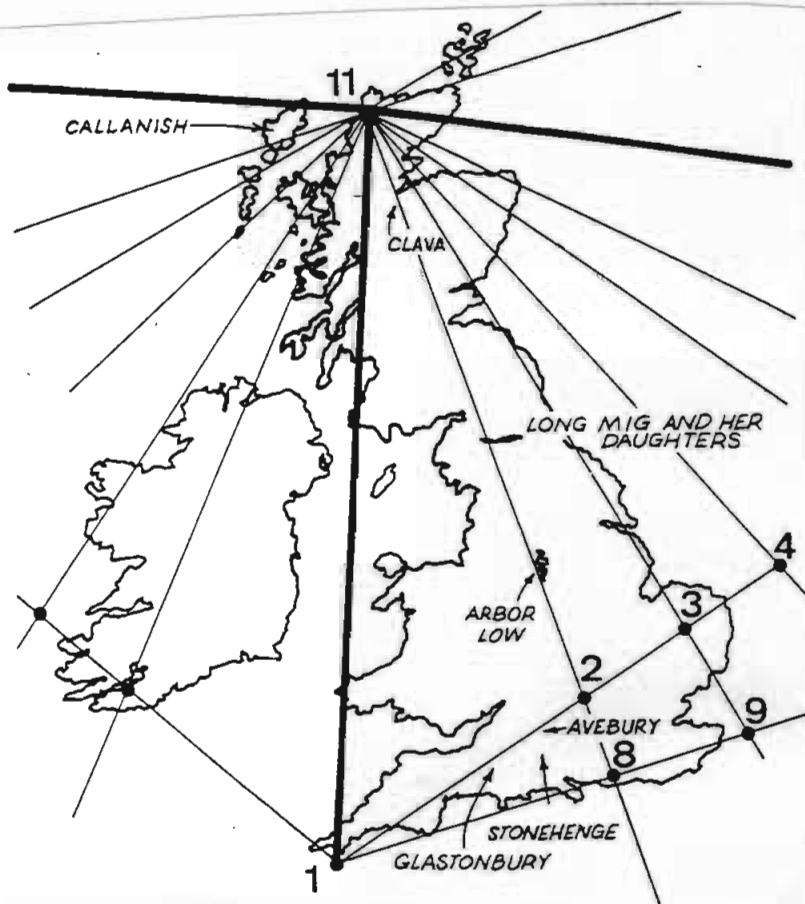 11
CALLANISH
CLAVA
LONG MIG AND HER
DAUGHTERS
4
ARBOR
LOW
3
2
AVEBURY
9
8
STONEHENGE
GLASTONBURY
1